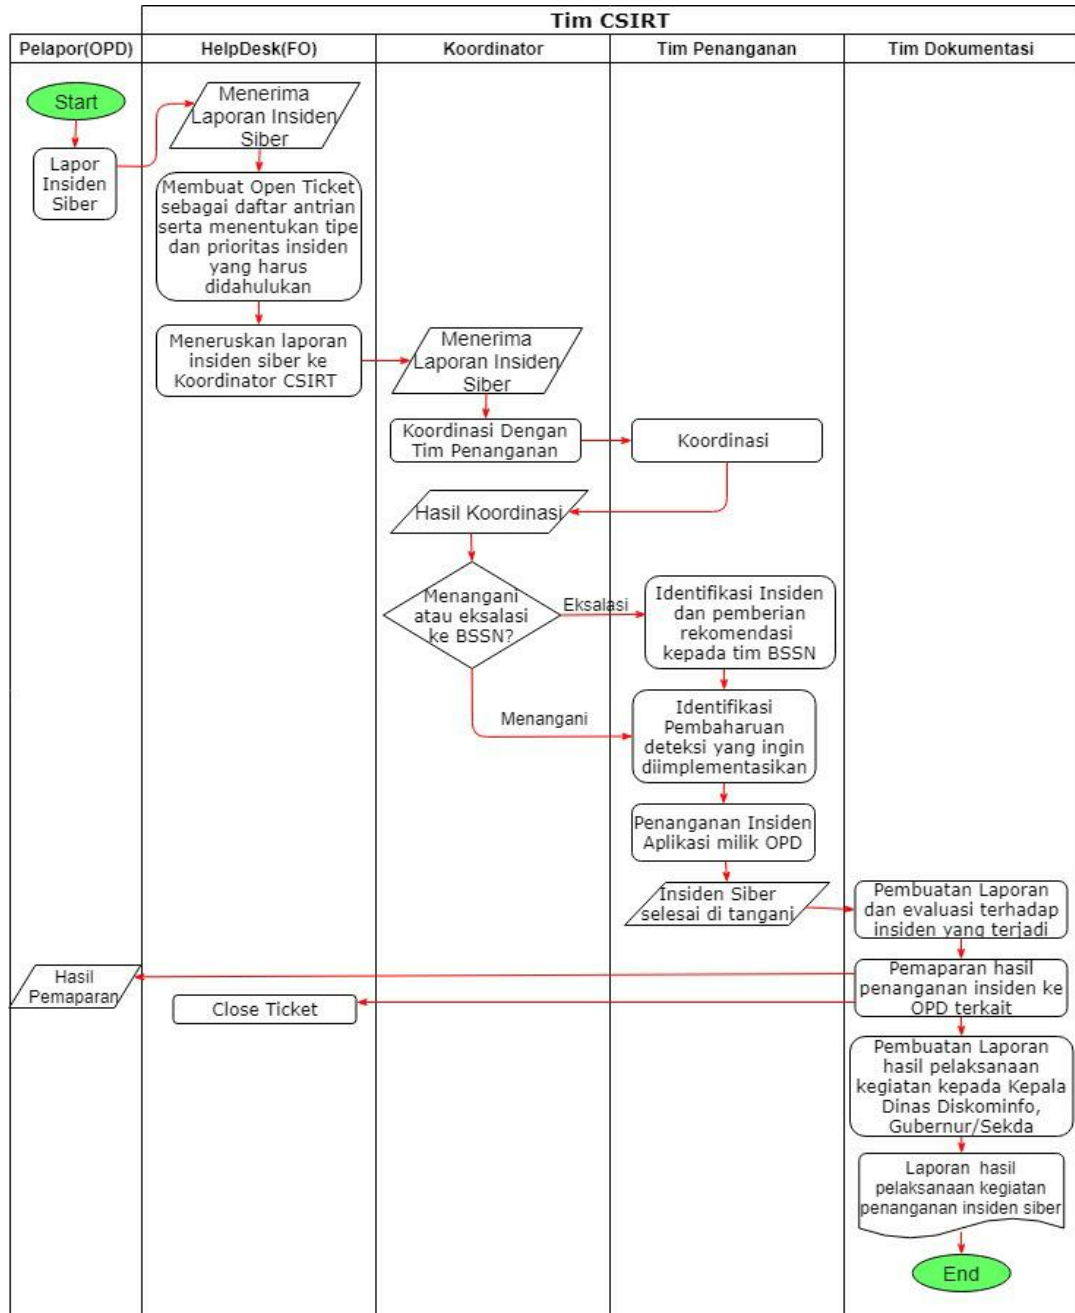 Tim CSIRT
Pelapor(OPD)
HelpDesk(FO)
Koordinator
Tim Penanganan
Tim Dokumentasi
Start
Lapor
Insiden
Siber
Menerima
Laporan Insiden
Siber
Membuat Open Ticket
sebagai daftar antrian
serta menentukan tipe
dan prioritas insiden
yang harus
didahulukan
Meneruskan laporan
insiden siber ke
Koordinator CSIRT
Menerima
Laporan Insiden
Siber
Koordinasi Dengan
Tim Penanganan
Koordinasi
Hasil Koordinasi
Menangani
atau eksalasi
ke BSSN?
Eksalasi
Identifikasi Insiden
dan pemberian
rekomendasi
kepada tim BSSN
Menangani
Identifikasi
Pembaharuan
deteksi yang ingin
diimplementasikan
Penanganan Insiden
Aplikasi milik OPD
Insiden Siber
selesai di tangani
Pembuatan Laporan
dan evaluasi terhadap
insiden yang terjadi
Pemaparan hasil
penanganan insiden ke
OPD terkait
Hasil
Pemaparan
Close Ticket
Pembuatan Laporan
hasil pelaksanaan
kegiatan kepada Kepala
Dinas Diskominfo,
Gubernur/Sekda
Laporan hasil
pelaksanaan kegiatan
penanganan insiden siber
End